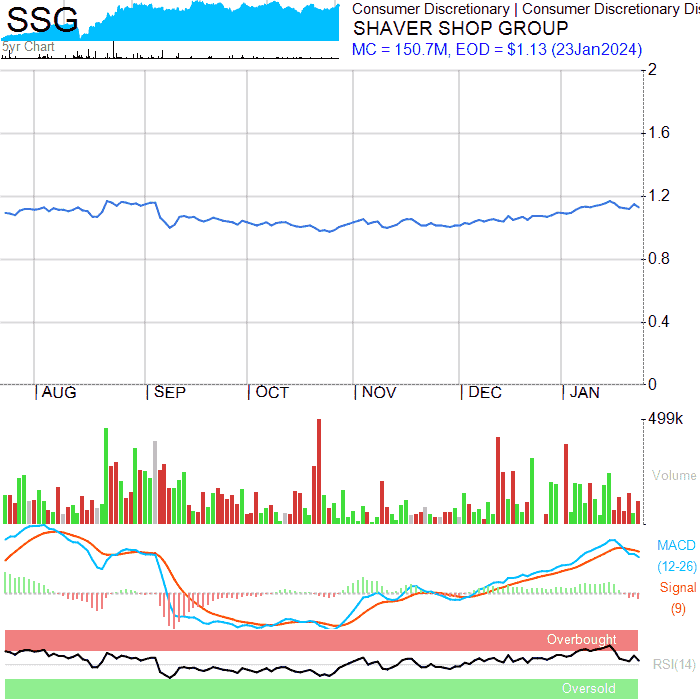 SSG
5yr Chart
Consumer Discretionary | Consumer Discretionary Dis
SHAVER SHOP GROUP
MC = 150.7M, EOD = $1.13 (23Jan2024)
2
1.6
1.2
0.8
0.4
0
AUG
SEP
OCT
NOV
DEC
JAN
499k
Volume
MACD
(12-26)
Signal
(9)
Overbought
RSI(14)
Oversold